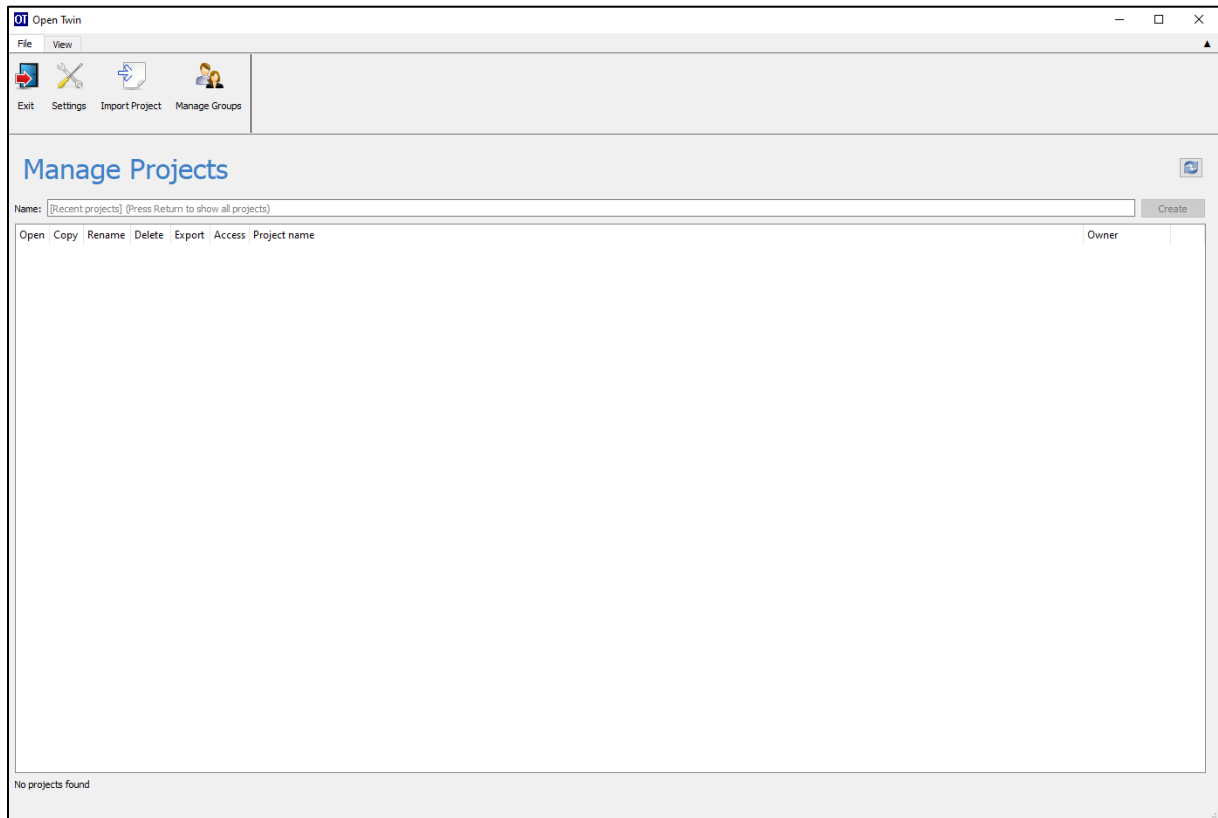 OT Open Twin
File View
Exit Settings Import Project Manage Groups
Manage Projects
Name: [Recent projects] (Press Return to show all projects) Create
Open Copy Rename Delete Export Access Project name Owner
No projects found